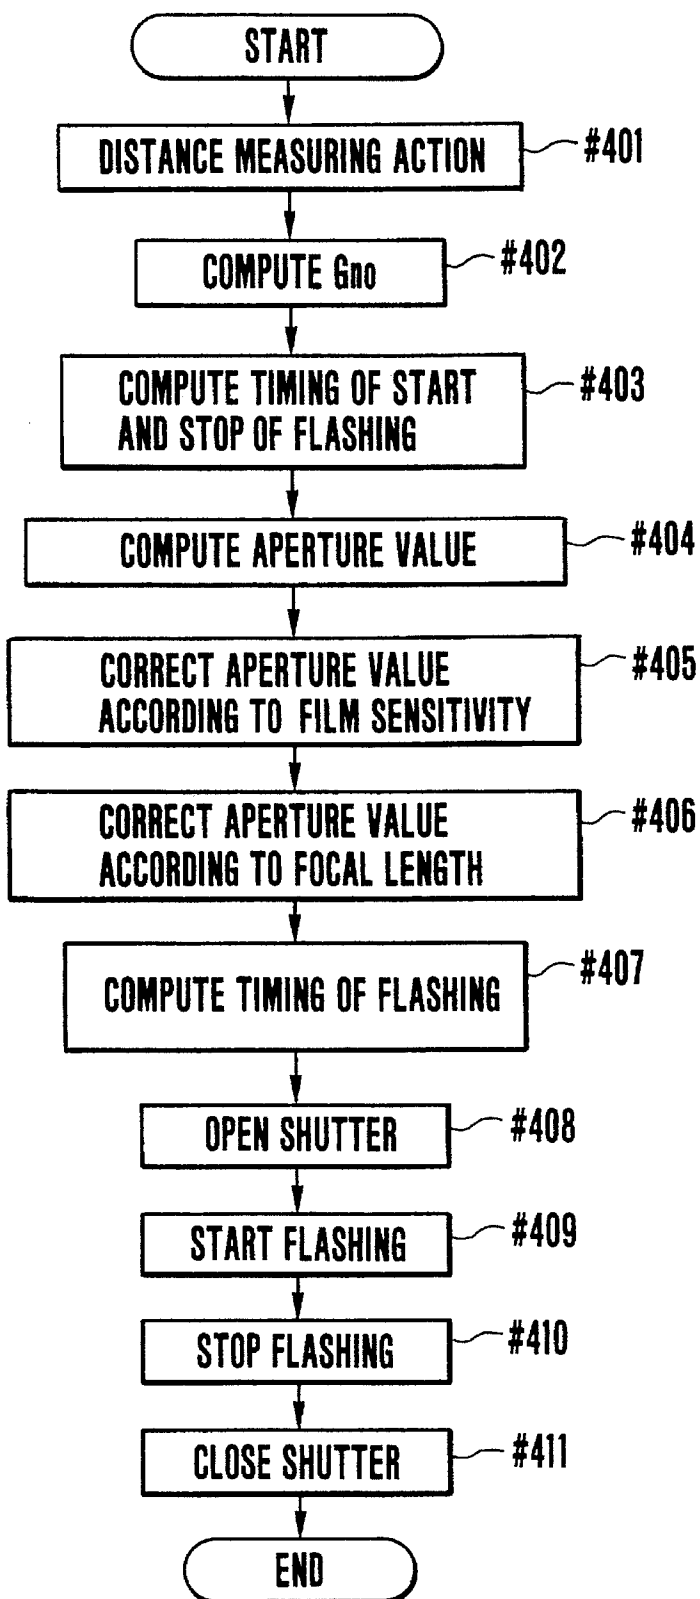 START
DISTANCE MEASURING ACTION
#401
COMPUTE Gno
#402
COMPUTE TIMING OF START
AND STOP OF FLASHING
#403
COMPUTE APERTURE VALUE
#404
CORRECT APERTURE VALUE
ACCORDING TO FILM SENSITIVITY
#405
CORRECT APERTURE VALUE
ACCORDING TO FOCAL LENGTH
#406
COMPUTE TIMING OF FLASHING
#407
OPEN SHUTTER
#408
START FLASHING
#409
STOP FLASHING
#410
CLOSE SHUTTER
#411
END